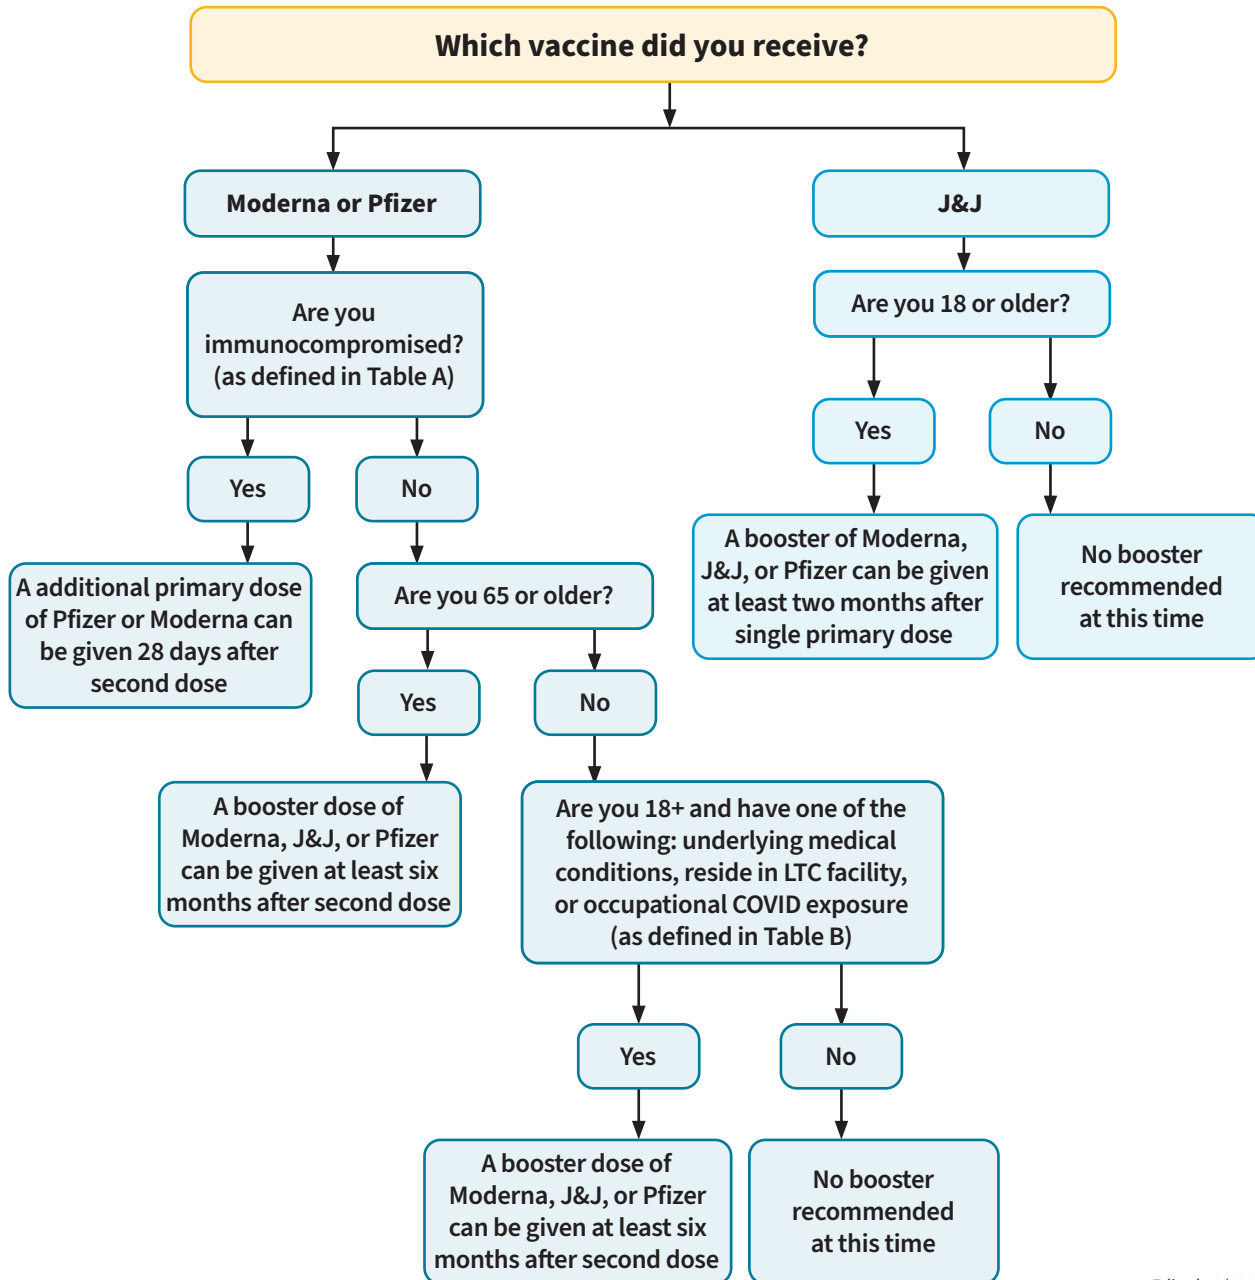 Which vaccine did you receive?
Moderna or Pfizer
J&J
Are you
immunocompromised?
(as defined in Table A)
Are you 18 or older?
Yes
No
Yes
No
A additional primary dose
of Pfizer or Moderna can
be given 28 days after
second dose
Are you 65 or older?
A booster of Moderna,
J&J, or Pfizer can be given
at least two months after
single primary dose
No booster
recommended
at this time
Yes
No
A booster dose of
Moderna, J&J, or Pfizer
can be given at least six
months after second dose
Are you 18+ and have one of the
following: underlying medical
conditions, reside in LTC facility,
or occupational COVID exposure
(as defined in Table B)
Yes
No
A booster dose of
Moderna, J&J, or Pfizer
can be given at least six
months after second dose
No booster
recommended
at this time